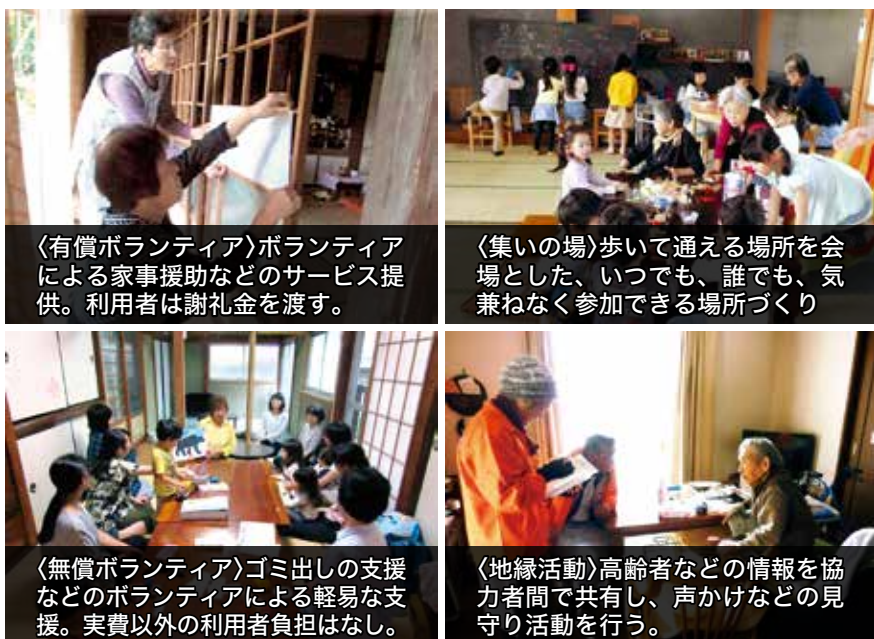 〈有償ボランティア〉ボランティア
による家事援助などのサービス提
供。利用者は謝礼金を渡す。
〈集いの場〉歩いて通える場所を会
場とした、いつでも、誰でも、気
兼ねなく参加できる場所づくり
〈無償ボランティア〉ゴミ出しの支援
などのボランティアによる軽易な支
援。実費以外の利用者負担はなし。
〈地縁活動〉高齢者などの情報を協
力者間で共有し、声かけなどの見
守り活動を行う。